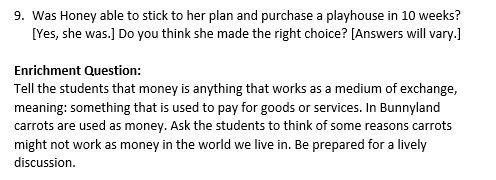 9. Was Honey able to stick to her plan and purchase a playhouse in 10 weeks?
[Yes, she was.] Do you think she made the right choice? [Answers will vary.]
Enrichment Question:
Tell the students that money is anything that works as a medium of exchange,
meaning: something that is used to pay for goods or services. In Bunnyland
carrots are used as money. Ask the students to think of some reasons carrots
might not work as money in the world we live in. Be prepared for a lively
discussion.